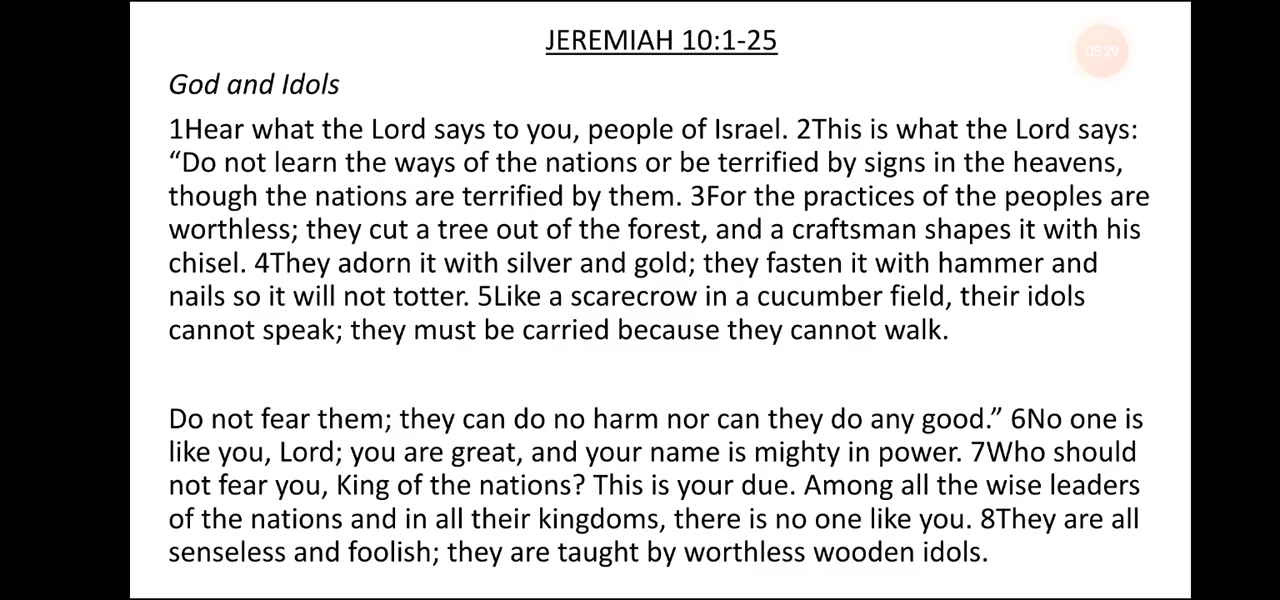 JEREMIAH 10:1-25
05:29
God and Idols
1Hear what the Lord says to you, people of Israel. 2This is what the Lord says:
“Do not learn the ways of the nations or be terrified by signs in the heavens,
though the nations are terrified by them. 3For the practices of the peoples are
worthless; they cut a tree out of the forest, and a craftsman shapes it with his
chisel. 4They adorn it with silver and gold; they fasten it with hammer and
nails so it will not totter. 5Like a scarecrow in a cucumber field, their idols
cannot speak; they must be carried because they cannot walk.
Do not fear them; they can do no harm nor can they do any good.” 6No one is
like you, Lord; you are great, and your name is mighty in power. 7Who should
not fear you, King of the nations? This is your due. Among all the wise leaders
of the nations and in all their kingdoms, there is no one like you. 8They are all
senseless and foolish; they are taught by worthless wooden idols.